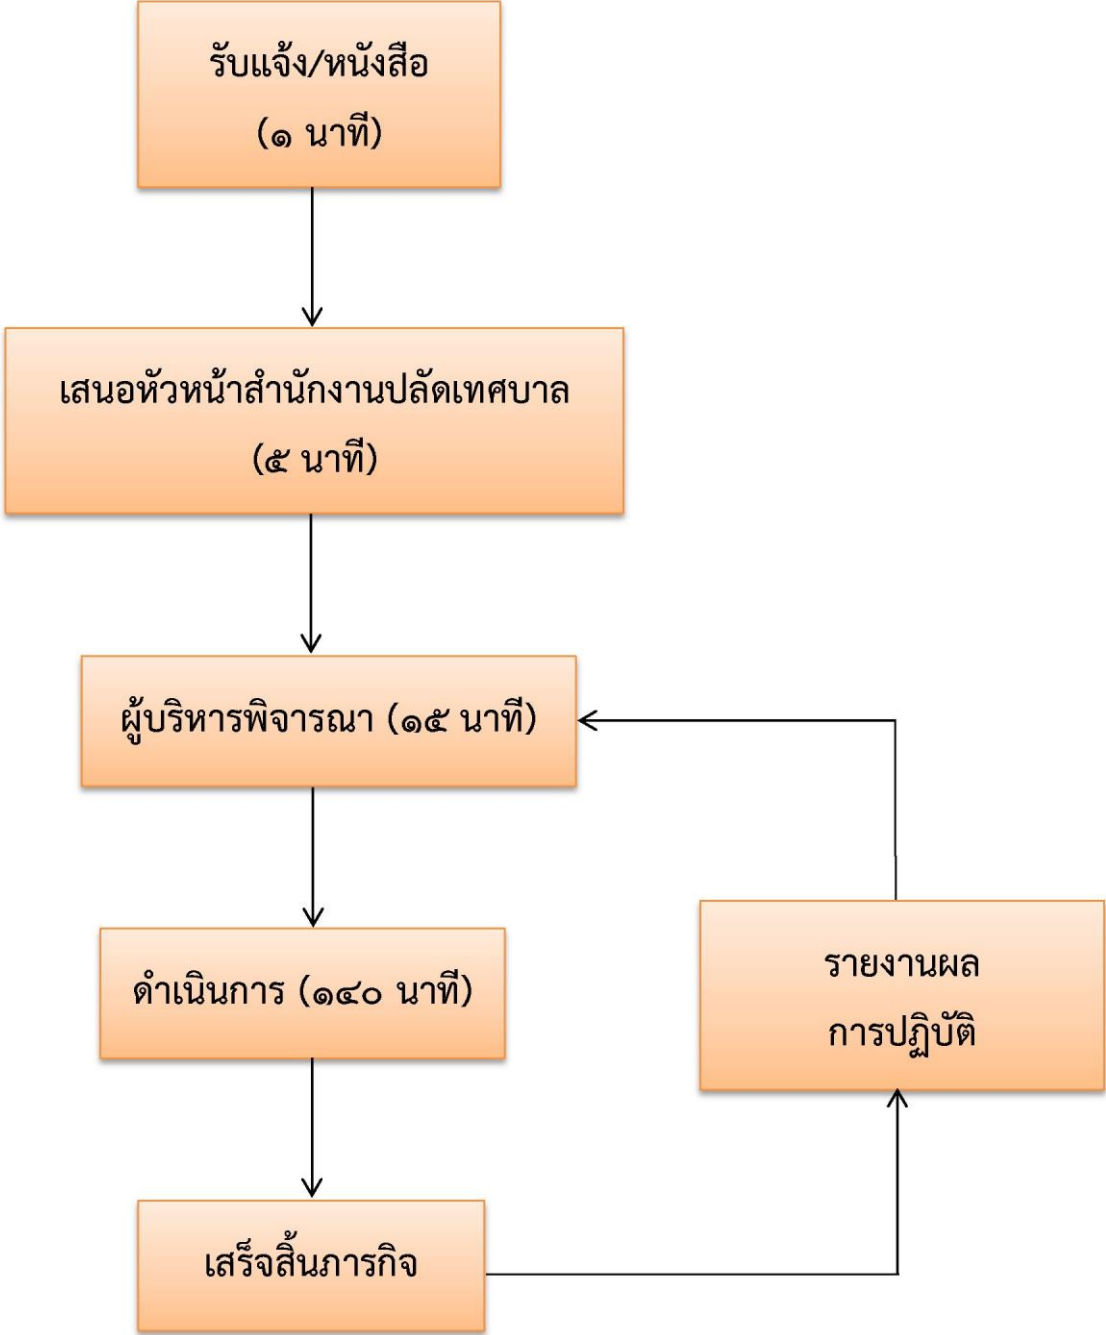 รับแจ้ง/หนังสือ
(๑ นาที)
เสนอหัวหน้าสำนักงานปลัดเทศบาล
(๕ นาที)
ผู้บริหารพิจารณา (๑๕ นาที)
ดำเนินการ (๑๔๐ นาที)
รายงานผล
การปฏิบัติ
เสร็จสิ้นภารกิจ